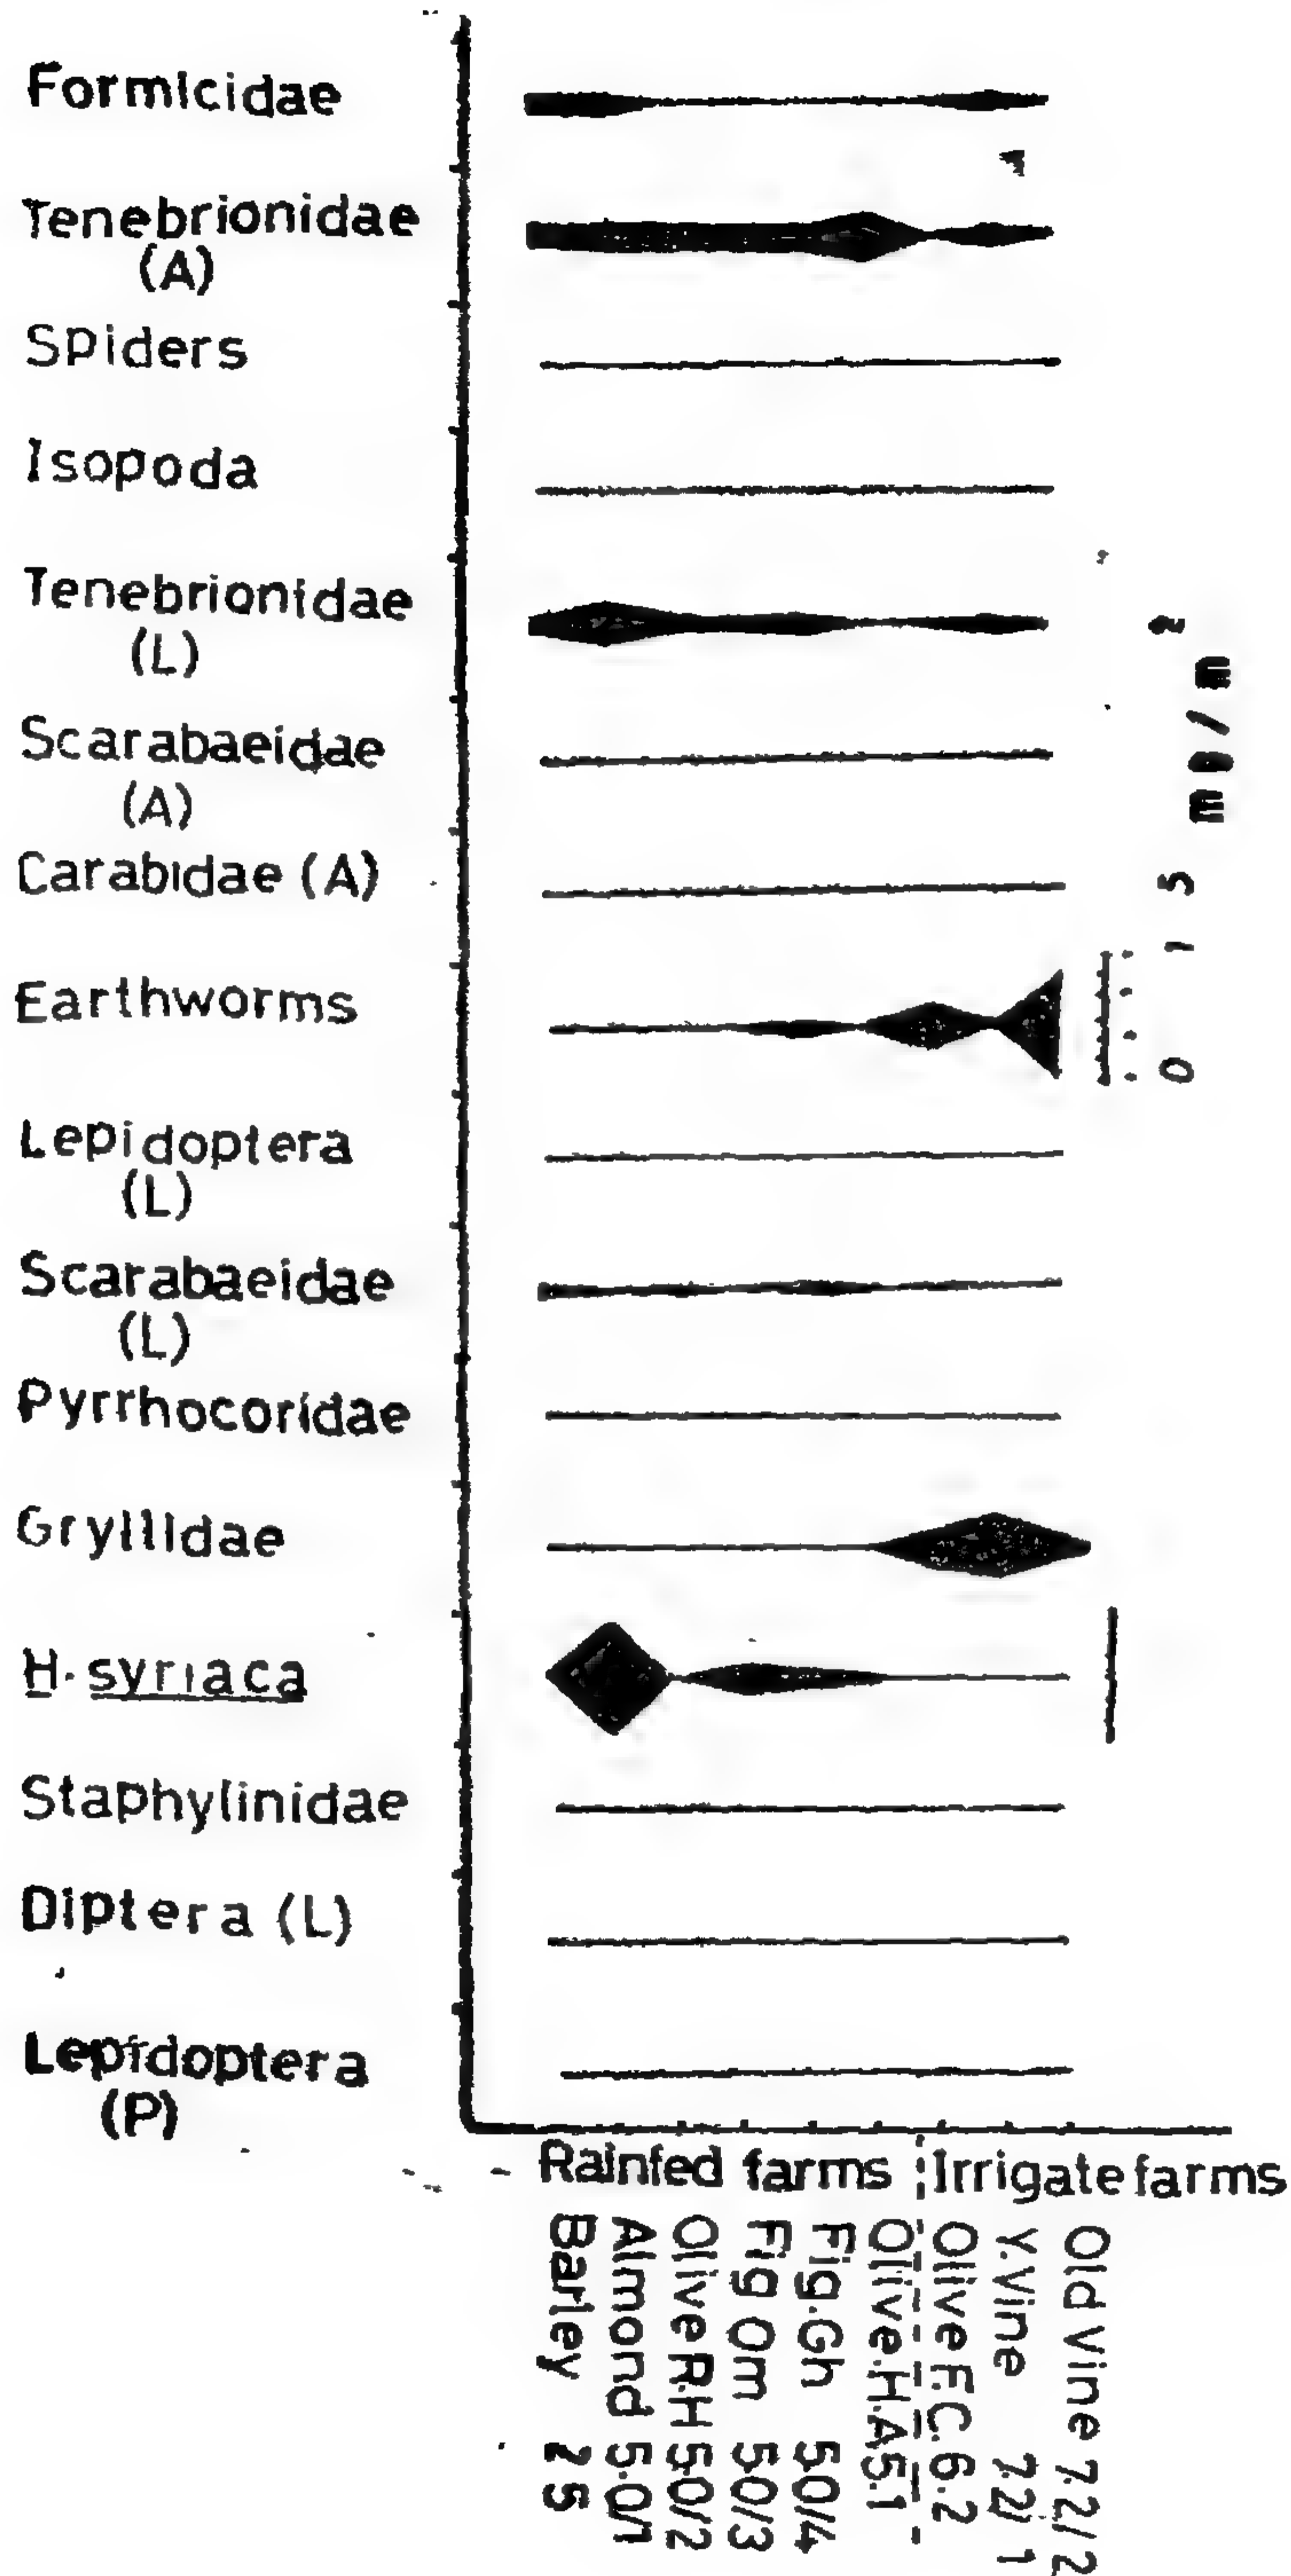 Formicidae
Tenebrionidae
(A)
Spiders
Isopoda
Tenebrionidae
(L)
Scarabaeidae
(A)
Carabidae (A)
Earthworms
Lepidoptera
(L)
Scarabaeidae
(L)
Pyrrhocoridae
Gryllidae
H. syriaca
Staphylinidae
Diptera (L)
Lepidoptera
(P)
0 15
Rainfed farms Irrigate farms
Barley 2 5
Almond 5.0/1
Olive R.H 5.0/2
Fig Om 5.0/3
Fig.Gh 5.0/4
Olive.H.A 5.1
Olive F.C. 6.2
Y.Vine 7.2/1
Old Vine 7.2/2